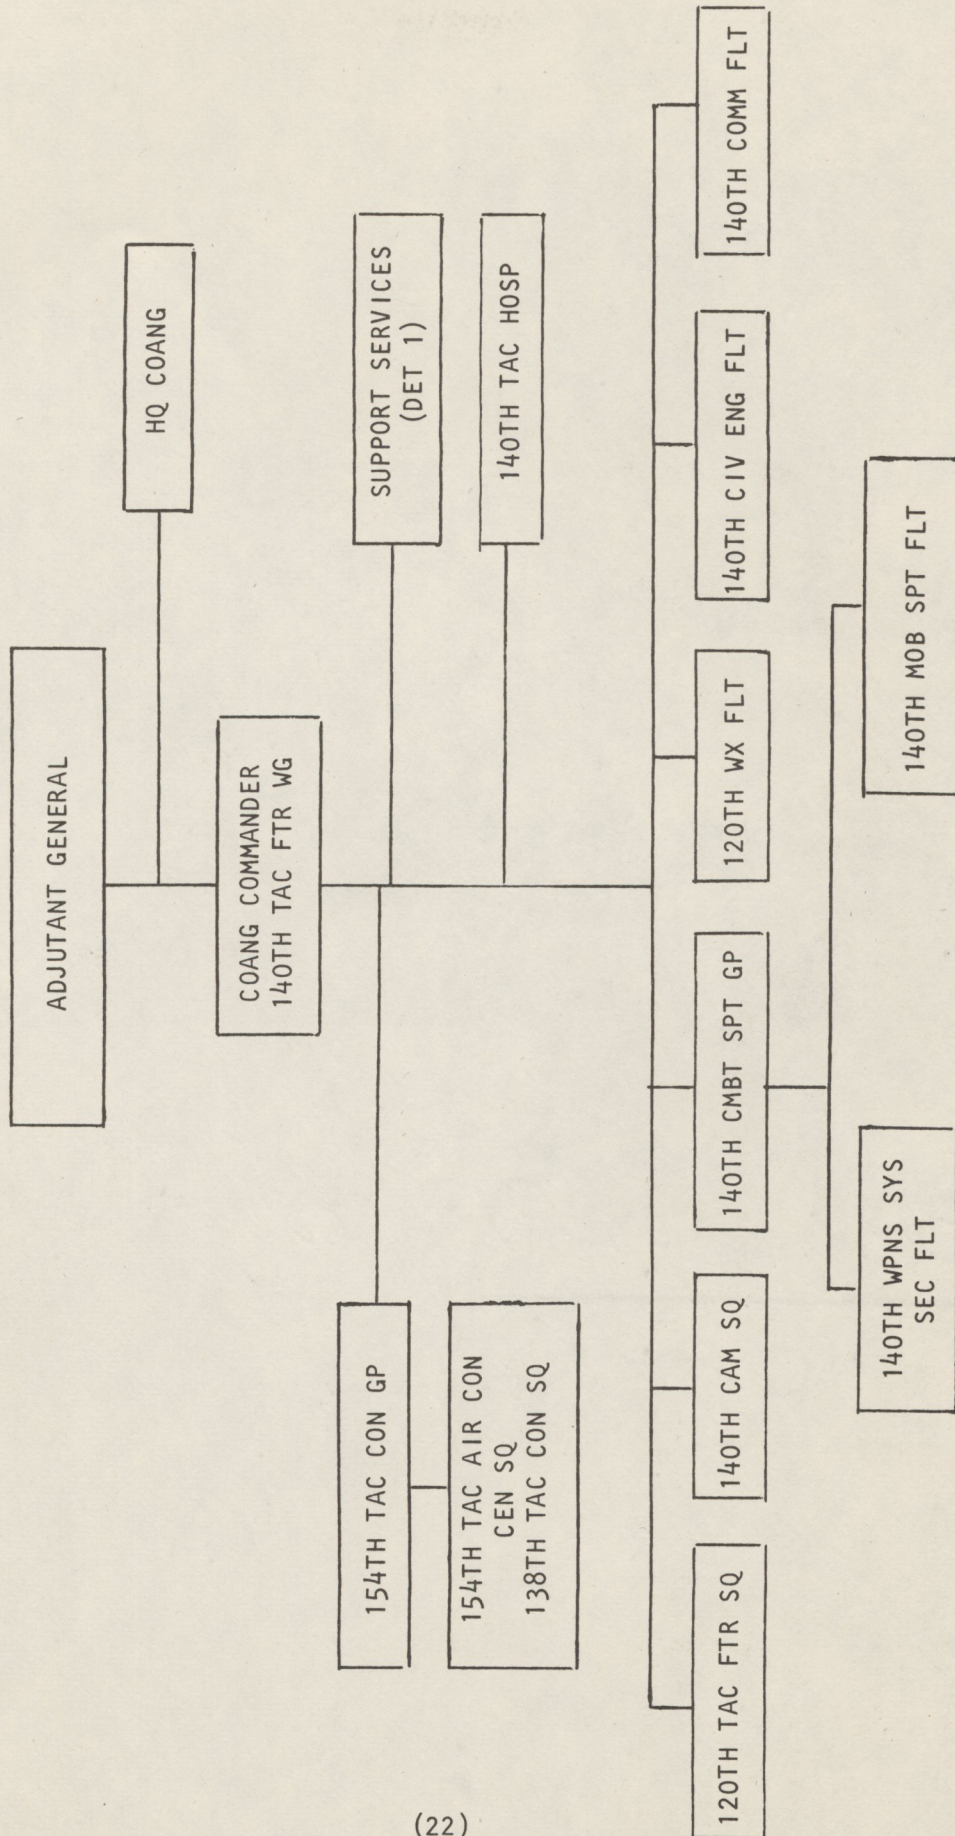 ADJUTANT GENERAL
HQ COANG
COANG COMMANDER
140TH TAC FTR WG
154TH TAC CON GP
SUPPORT SERVICES
(DET 1)
154TH TAC AIR CON
CEN SQ
138TH TAC CON SQ
140TH TAC HOSP
120TH TAC FTR SQ
140TH CAM SQ
140TH CMBT SPT GP
120TH WX FLT
140TH CIV ENG FLT
140TH COMM FLT
140TH WPNS SYS
SEC FLT
140TH MOB SPT FLT
(22)